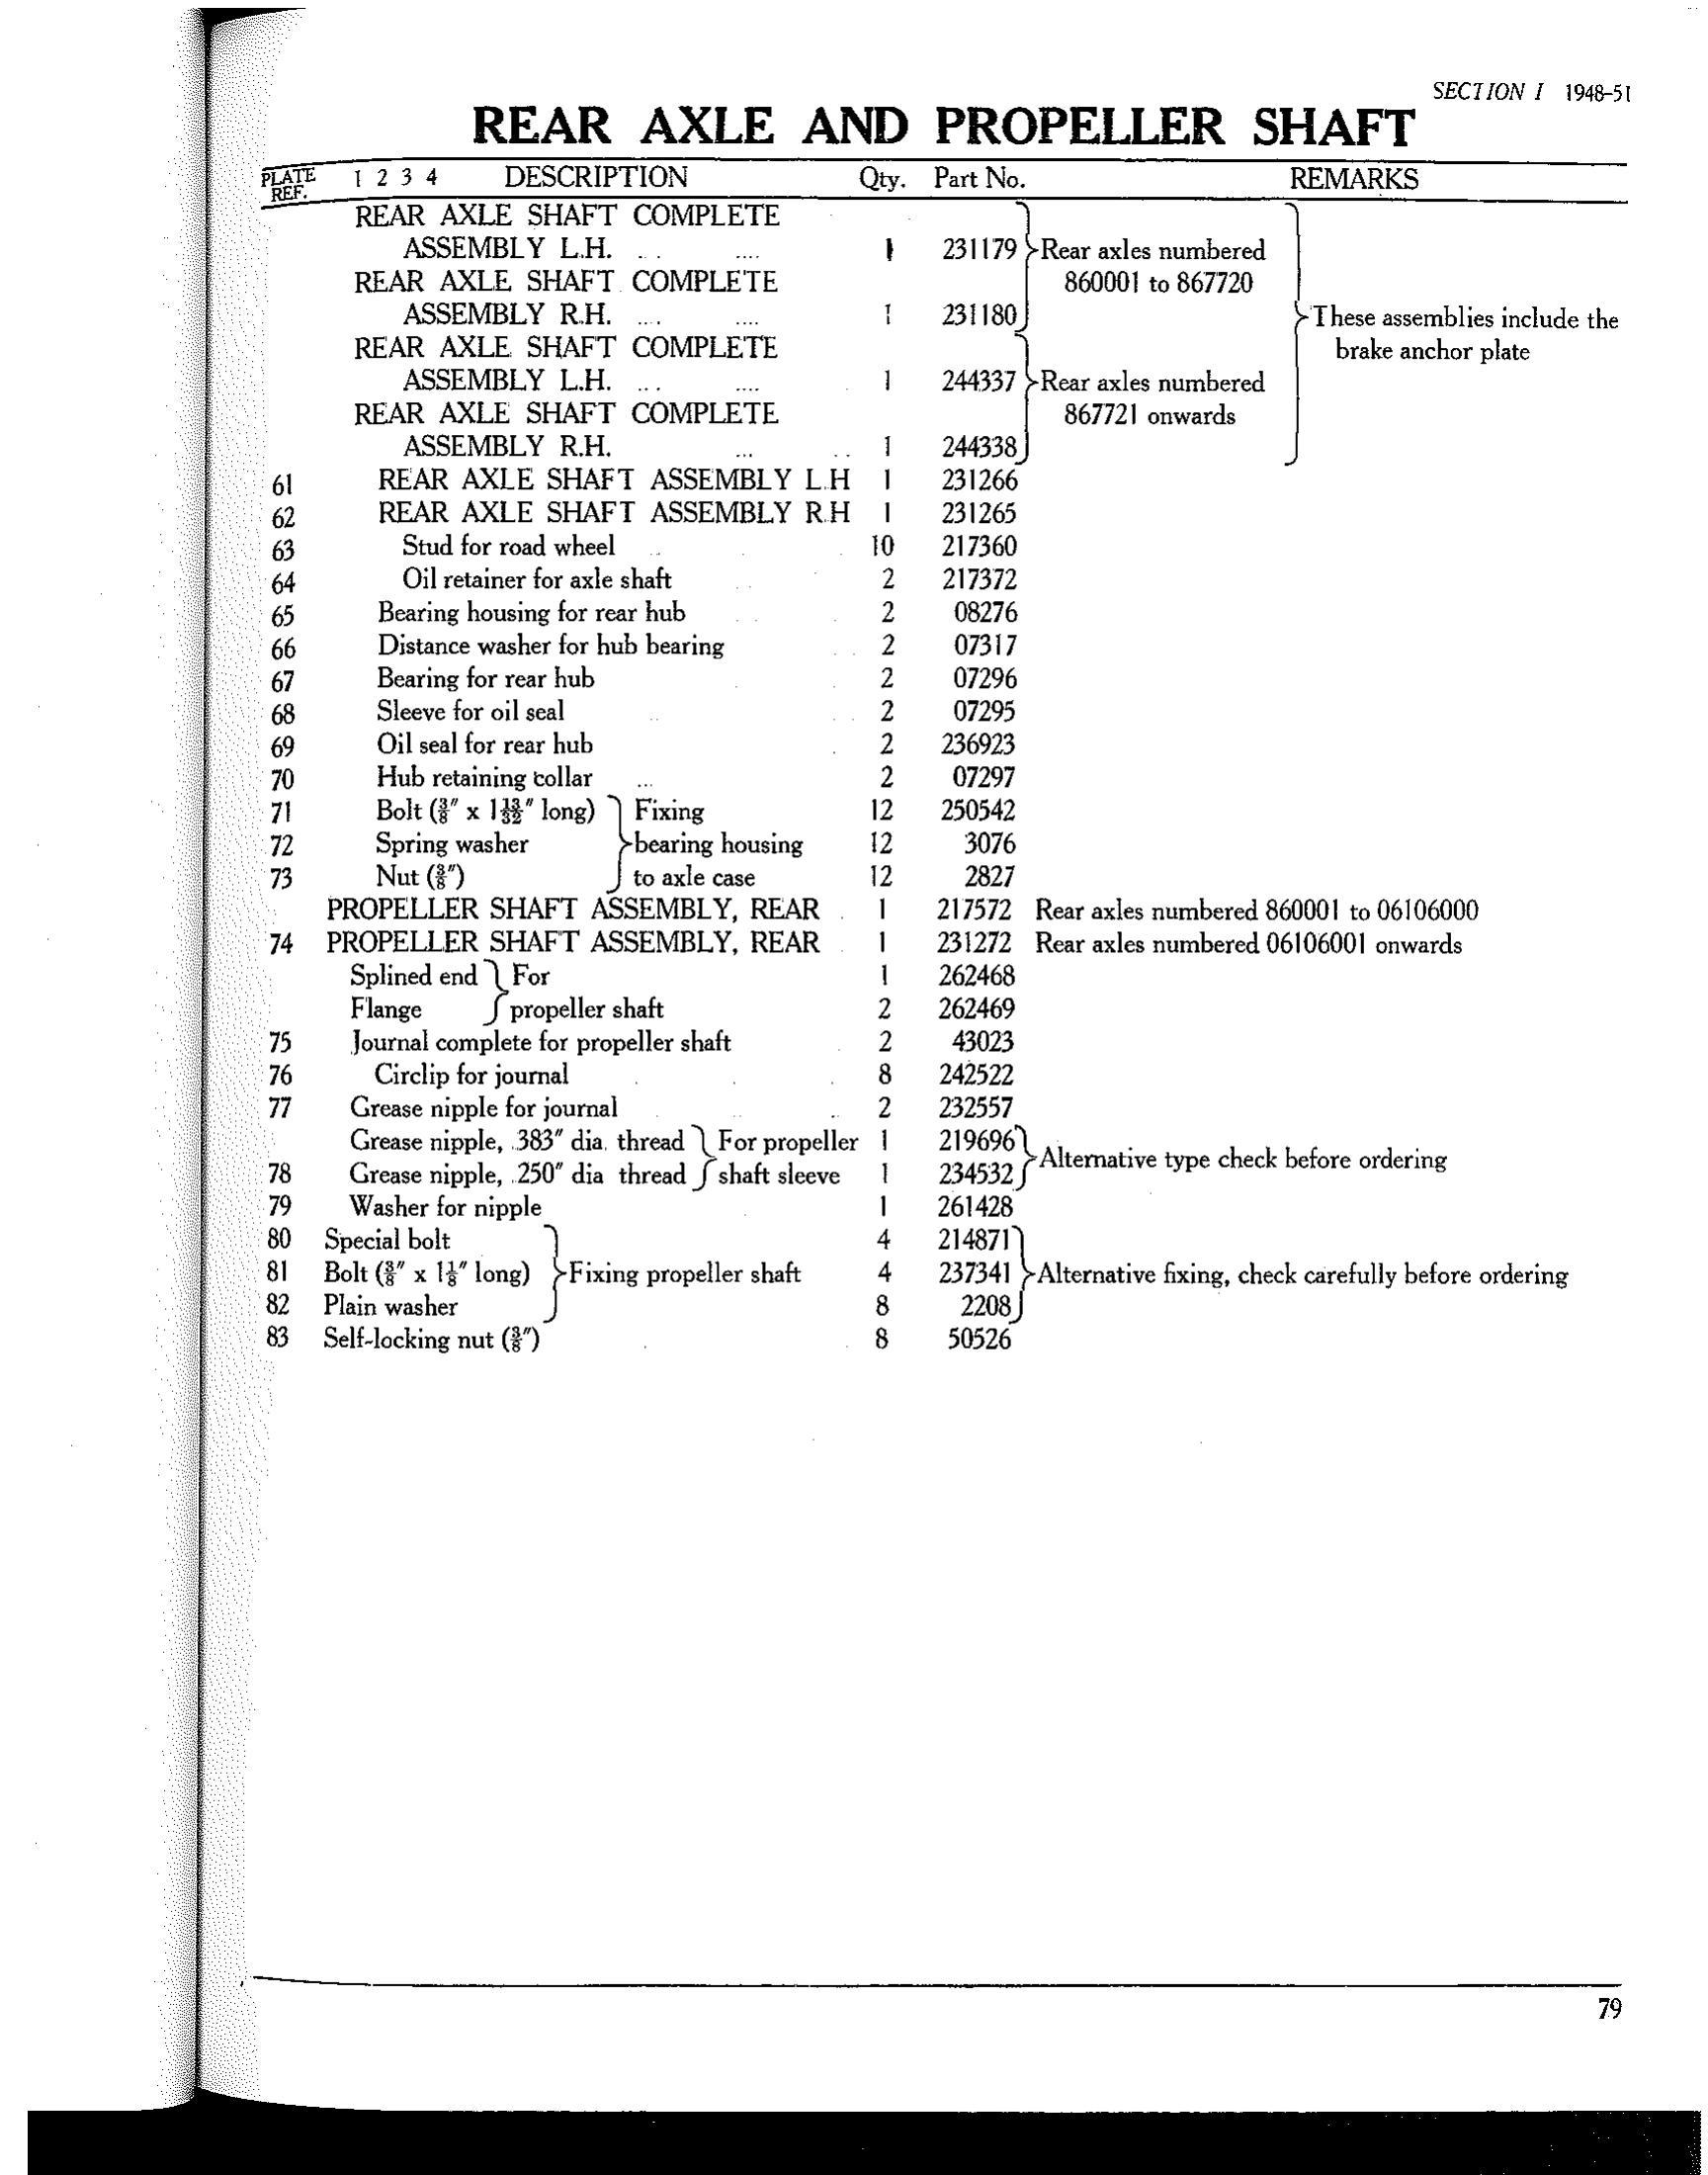 SECTION I 1948-51
REAR AXLE AND PROPELLER SHAFT
PLATE REF. 1 2 3 4 DESCRIPTION Qty. Part No. REMARKS
REAR AXLE SHAFT COMPLETE
ASSEMBLY L.H. ... .... 1 231179 Rear axles numbered
REAR AXLE SHAFT COMPLETE 860001 to 867720
ASSEMBLY R.H. .... .... 1 231180 These assemblies include the
REAR AXLE SHAFT COMPLETE brake anchor plate
ASSEMBLY L.H. ... .... 1 244337 Rear axles numbered
REAR AXLE SHAFT COMPLETE 867721 onwards
ASSEMBLY R.H. ... .. 1 244338
61 REAR AXLE SHAFT ASSEMBLY L.H 1 231266
62 REAR AXLE SHAFT ASSEMBLY R.H 1 231265
63 Stud for road wheel 10 217360
64 Oil retainer for axle shaft 2 217372
65 Bearing housing for rear hub 2 08276
66 Distance washer for hub bearing 2 07317
67 Bearing for rear hub 2 07296
68 Sleeve for oil seal 2 07295
69 Oil seal for rear hub 2 236923
70 Hub retaining collar ... 2 07297
71 Bolt (3/8″ x 1 13/32″ long) Fixing 12 250542
72 Spring washer bearing housing 12 3076
73 Nut (3/8″) to axle case 12 2827
PROPELLER SHAFT ASSEMBLY, REAR 1 217572 Rear axles numbered 860001 to 06106000
74 PROPELLER SHAFT ASSEMBLY, REAR 1 231272 Rear axles numbered 06106001 onwards
Splined end For 1 262468
Flange propeller shaft 2 262469
75 Journal complete for propeller shaft 2 43023
76 Circlip for journal 8 242522
77 Grease nipple for journal 2 232557
Grease nipple, .383″ dia. thread For propeller 1 219696 Alternative type check before ordering
78 Grease nipple, .250″ dia thread shaft sleeve 1 234532
79 Washer for nipple 1 261428
80 Special bolt 4 214871
81 Bolt (3/8″ x 1 1/8″ long) Fixing propeller shaft 4 237341 Alternative fixing, check carefully before ordering
82 Plain washer 8 2208
83 Self-locking nut (3/8″) 8 50526
79